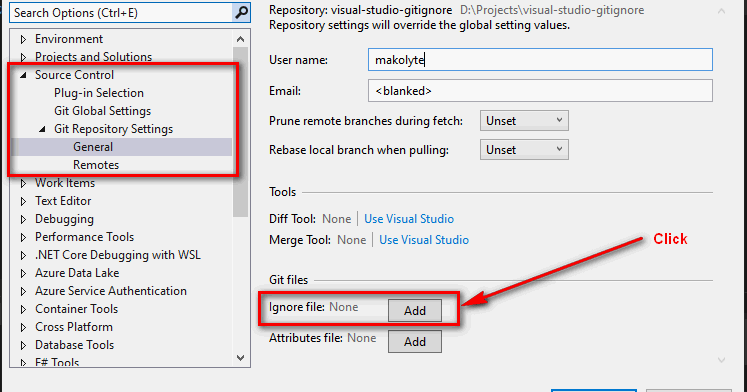 Search Options (Ctrl+E)
Environment
Projects and Solutions
Source Control
Plug-in Selection
Git Global Settings
Git Repository Settings
General
Remotes
Work Items
Text Editor
Debugging
Performance Tools
.NET Core Debugging with WSL
Azure Data Lake
Azure Service Authentication
Container Tools
Cross Platform
Database Tools
F# Tools
Repository: visual-studio-gitignore D:\Projects\visual-studio-gitignore
Repository settings will override the global setting values.
User name: makolyte
Email: <blanked>
Prune remote branches during fetch: Unset
Rebase local branch when pulling: Unset
Tools
Diff Tool: None Use Visual Studio
Merge Tool: None Use Visual Studio
Click
Git files
Ignore file: None Add
Attributes file: None Add